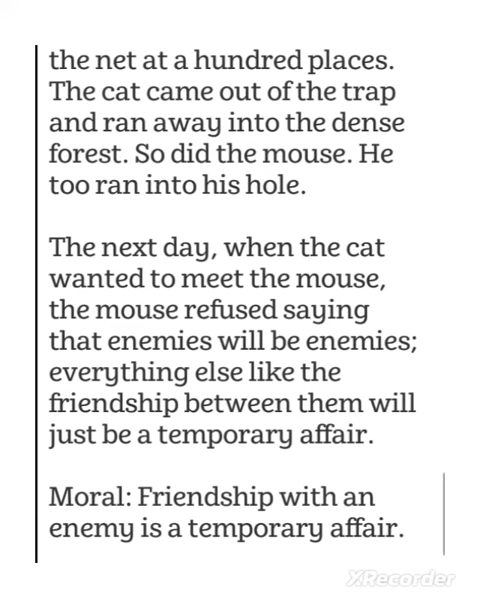 the net at a hundred places.
The cat came out of the trap
and ran away into the dense
forest. So did the mouse. He
too ran into his hole.
The next day, when the cat
wanted to meet the mouse,
the mouse refused saying
that enemies will be enemies;
everything else like the
friendship between them will
just be a temporary affair.
Moral: Friendship with an
enemy is a temporary affair.
XRecorder